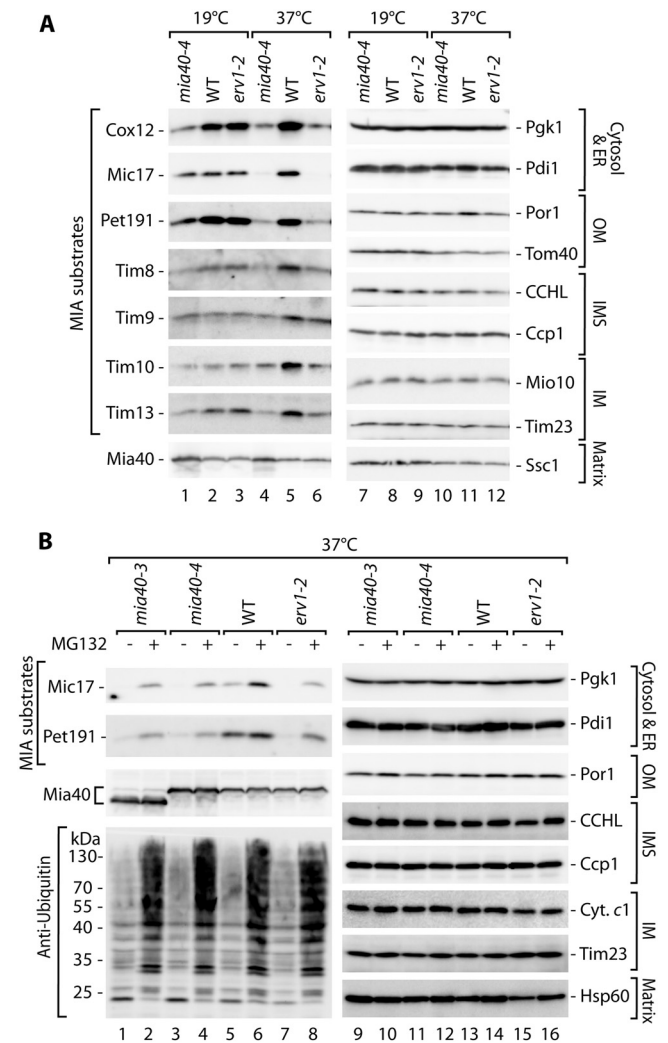 A
19°C 37°C 19°C 37°C
mia40-4 WT erv1-2 mia40-4 WT erv1-2 mia40-4 WT erv1-2 mia40-4 WT erv1-2
MIA substrates
Cox12 -
Mic17 -
Pet191 -
Tim8 -
Tim9 -
Tim10 -
Tim13 -
Mia40 -
- Pgk1
- Pdi1
- Por1
- Tom40
- CCHL
- Ccp1
- Mio10
- Tim23
- Ssc1
Cytosol
& ER
OM
IMS
IM
Matrix
1 2 3 4 5 6 7 8 9 10 11 12
B
37°C
mia40-3 mia40-4 WT erv1-2 mia40-3 mia40-4 WT erv1-2
MG132 - + - + - + - + - + - + - + - +
MIA substrates
Mic17 -
Pet191 -
Mia40
Anti-Ubiquitin
kDa
130-
70 -
55 -
40 -
35 -
25 -
- Pgk1
- Pdi1
- Por1
- CCHL
- Ccp1
- Cyt. c1
- Tim23
- Hsp60
Cytosol & ER
OM
IMS
IM
Matrix
1 2 3 4 5 6 7 8 9 10 11 12 13 14 15 16